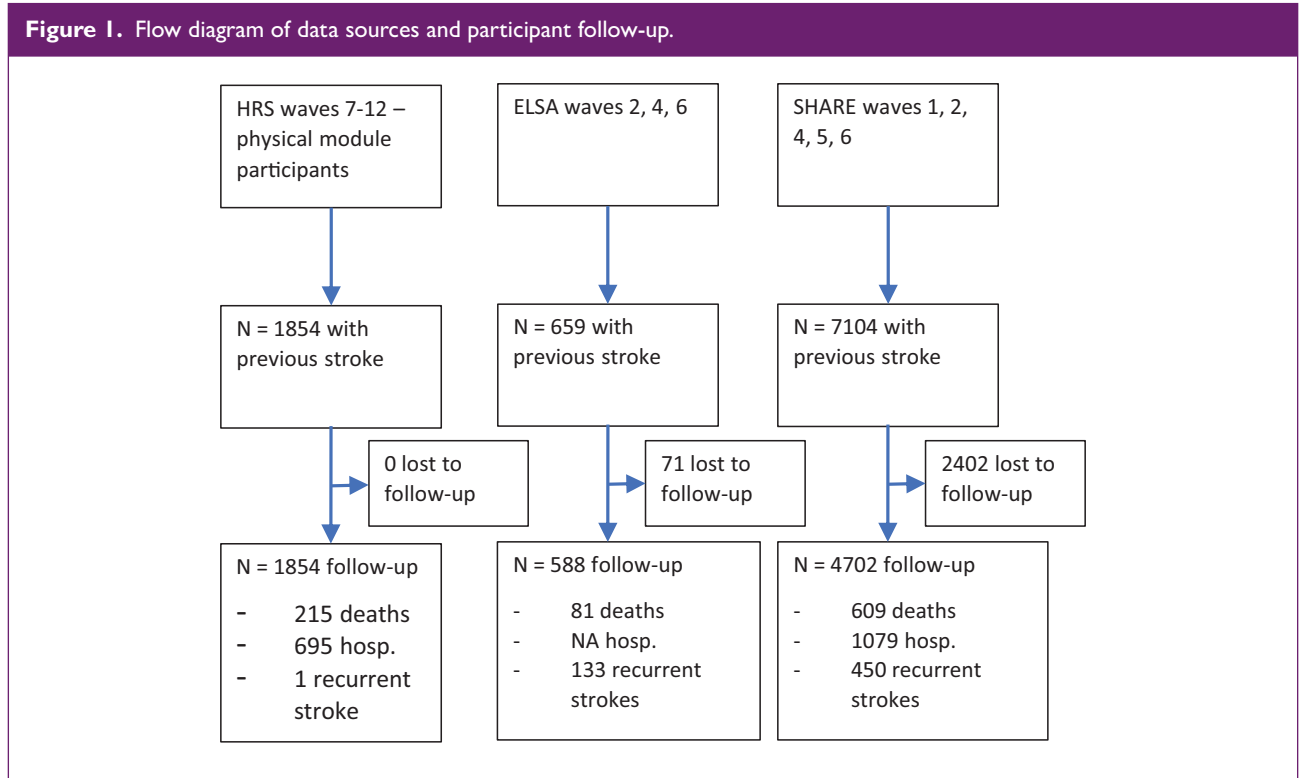 Figure 1. Flow diagram of data sources and participant follow-up.
HRS waves 7-12 –
physical module
participants
ELSA waves 2, 4, 6
SHARE waves 1, 2,
4, 5, 6
N = 1854 with
previous stroke
N = 659 with
previous stroke
N = 7104 with
previous stroke
0 lost to
follow-up
71 lost to
follow-up
2402 lost to
follow-up
N = 1854 follow-up
- 215 deaths
- 695 hosp.
- 1 recurrent
stroke
N = 588 follow-up
- 81 deaths
- NA hosp.
- 133 recurrent
strokes
N = 4702 follow-up
- 609 deaths
- 1079 hosp.
- 450 recurrent
strokes